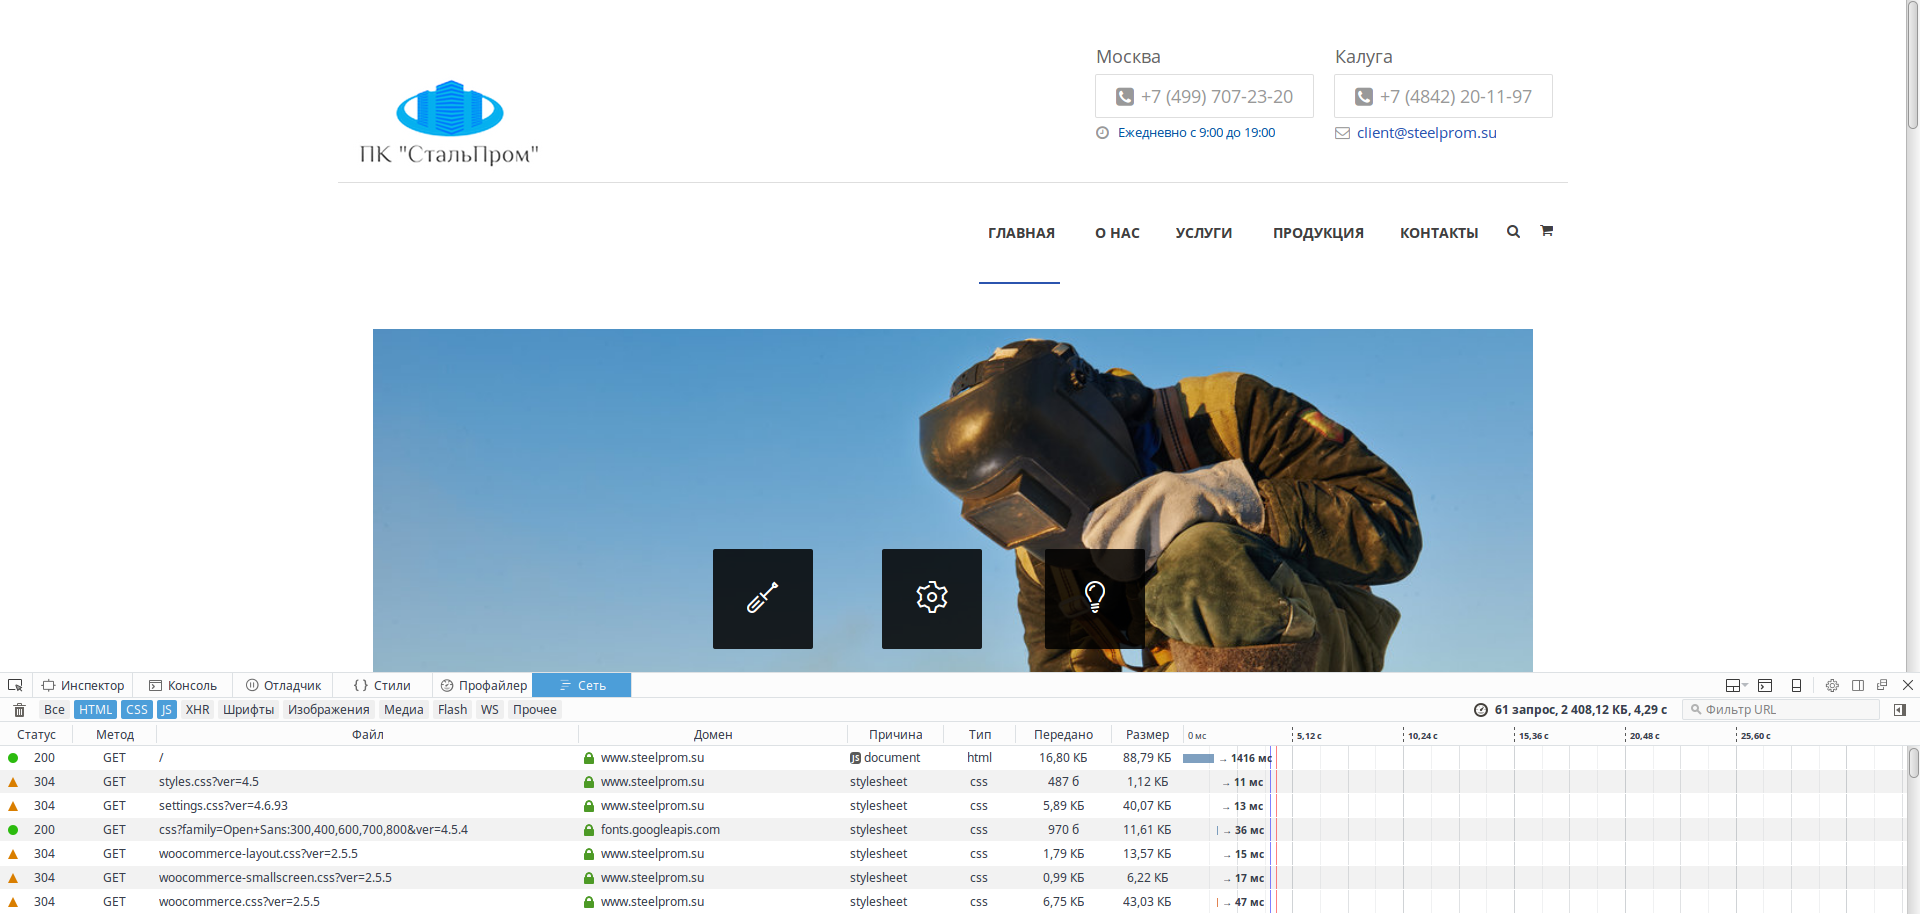 Москва
Калуга
+7 (499) 707-23-20
+7 (4842) 20-11-97
Ежедневно с 9:00 до 19:00
client@steelprom.su
ПК "СтальПром"
ГЛАВНАЯ О НАС УСЛУГИ ПРОДУКЦИЯ КОНТАКТЫ
Инспектор Консоль Отладчик Стили Профайлер Сеть
Все HTML CSS JS XHR Шрифты Изображения Медиа Flash WS Прочее 61 запрос, 2 408,12 КБ, 4,29 с Фильтр URL
Статус Метод Файл Домен Причина Тип Передано Размер 0 мс 5,12 с 10,24 с 15,36 с 20,48 с 25,60 с
200 GET / www.steelprom.su JS document html 16,80 КБ 88,79 КБ → 1416 мс
304 GET styles.css?ver=4.5 www.steelprom.su stylesheet css 487 б 1,12 КБ → 11 мс
304 GET settings.css?ver=4.6.93 www.steelprom.su stylesheet css 5,89 КБ 40,07 КБ → 13 мс
200 GET css?family=Open+Sans:300,400,600,700,800&ver=4.5.4 fonts.googleapis.com stylesheet css 970 б 11,61 КБ → 36 мс
304 GET woocommerce-layout.css?ver=2.5.5 www.steelprom.su stylesheet css 1,79 КБ 13,57 КБ → 15 мс
304 GET woocommerce-smallscreen.css?ver=2.5.5 www.steelprom.su stylesheet css 0,99 КБ 6,22 КБ → 17 мс
304 GET woocommerce.css?ver=2.5.5 www.steelprom.su stylesheet css 6,75 КБ 43,03 КБ → 47 мс